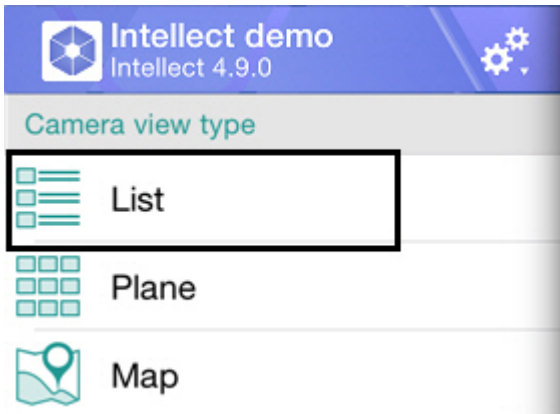 Intellect demo
Intellect 4.9.0
Camera view type
List
Plane
Map